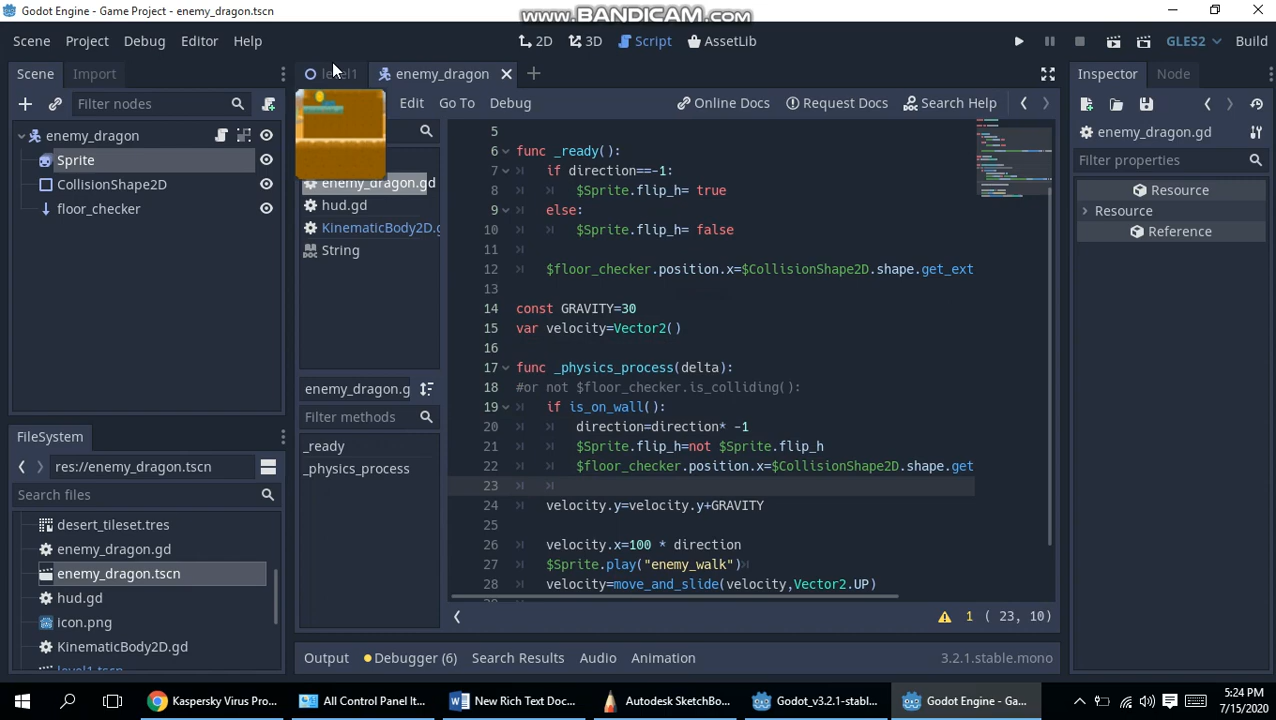 Godot Engine - Game Project - enemy_dragon.tscn
www.BANDICAM.com
Scene Project Debug Editor Help
2D 3D Script AssetLib
GLES2 Build
Scene Import
level1 enemy_dragon
Inspector Node
Filter nodes
Edit Go To Debug
Online Docs Request Docs Search Help
enemy_dragon
Sprite
CollisionShape2D
floor_checker
enemy_dragon.gd
hud.gd
KinematicBody2D.g
String
enemy_dragon.g
Filter methods
_ready
_physics_process
5
6 func _ready():
7 if direction==-1:
8 $Sprite.flip_h= true
9 else:
10 $Sprite.flip_h= false
11
12 $floor_checker.position.x=$CollisionShape2D.shape.get_ext
13
14 const GRAVITY=30
15 var velocity=Vector2()
16
17 func _physics_process(delta):
18 #or not $floor_checker.is_colliding():
19 if is_on_wall():
20 direction=direction* -1
21 $Sprite.flip_h=not $Sprite.flip_h
22 $floor_checker.position.x=$CollisionShape2D.shape.get
23
24 velocity.y=velocity.y+GRAVITY
25
26 velocity.x=100 * direction
27 $Sprite.play("enemy_walk")
28 velocity=move_and_slide(velocity,Vector2.UP)
1 ( 23, 10)
enemy_dragon.gd
Filter properties
Resource
Resource
Reference
FileSystem
res://enemy_dragon.tscn
Search files
desert_tileset.tres
enemy_dragon.gd
enemy_dragon.tscn
hud.gd
icon.png
KinematicBody2D.gd
level1.tscn
Output Debugger (6) Search Results Audio Animation
3.2.1.stable.mono
Kaspersky Virus Pro... All Control Panel It... New Rich Text Doc... Autodesk SketchBo... Godot_v3.2.1-stabl... Godot Engine - Ga...
5:24 PM
7/15/2020